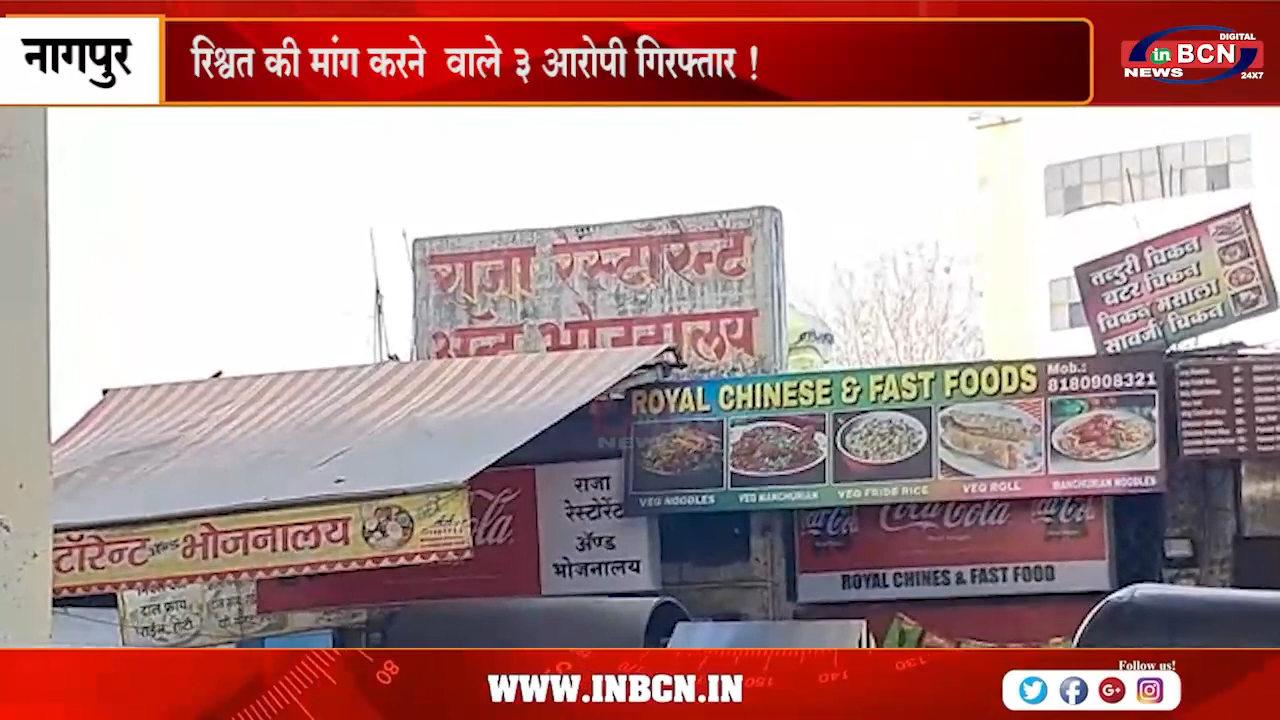 नागपुर
रिश्वत की मांग करने वाले ३ आरोपी गिरफ्तार !
DIGITAL
in BCN
NEWS 24X7
राजा रेस्टॉरेन्ट
अॅन्ड भोजनालय
तन्दुरी चिकन
बटर चिकन
चिकन मसाला
सावजी चिकन
ROYAL CHINESE & FAST FOODS
Mob.:
8180908321
VEG NOODLES
VEG MANCHURIAN
VEG FRIDE RICE
VEG ROLL
MANCHURIAN NOODLES
राजा
रेस्टोरेंट
अॅण्ड
भोजनालय
Coca-Cola
ROYAL CHINES & FAST FOOD
टॉरेन्ट अॅन्ड भोजनालय
दाल फ्राय
WWW.INBCN.IN
Follow us!